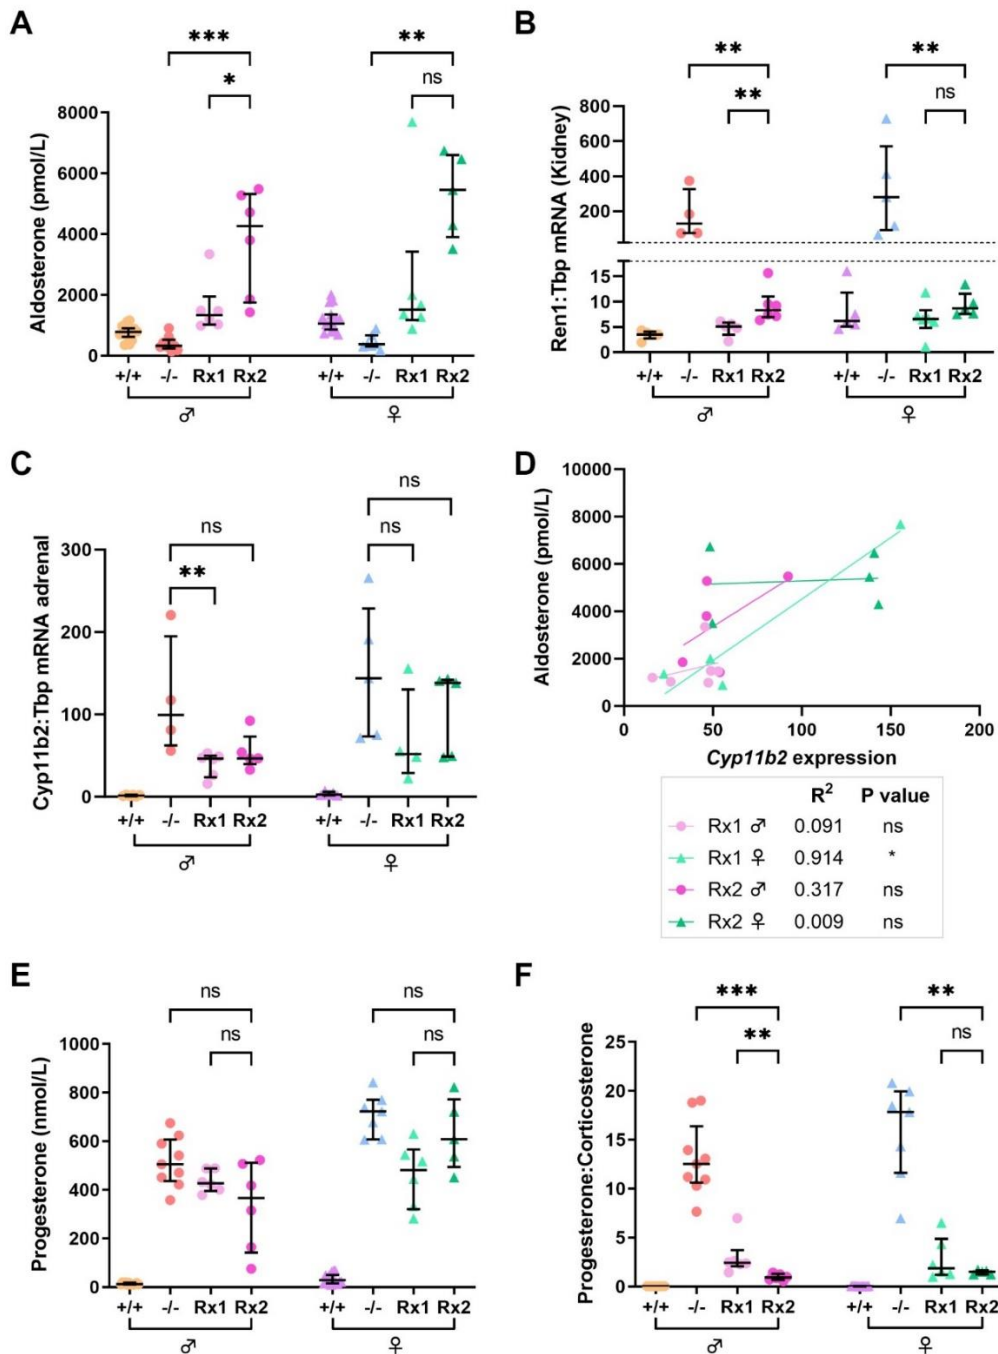 A
*** **
* ns
Aldosterone (pmol/L)
8000
6000
4000
2000
0
+/+ -/- Rx1 Rx2 +/+ -/- Rx1 Rx2
♂ ♀
B
** **
** ns
Ren1:Tbp mRNA (Kidney)
800
600
400
200
15
10
5
0
+/+ -/- Rx1 Rx2 +/+ -/- Rx1 Rx2
♂ ♀
C
ns ns
** ns
Cyp11b2:Tbp mRNA adrenal
300
200
100
0
+/+ -/- Rx1 Rx2 +/+ -/- Rx1 Rx2
♂ ♀
D
Aldosterone (pmol/L)
10000
8000
6000
4000
2000
0
0 50 100 150 200
Cyp11b2 expression
R² P value
Rx1 ♂ 0.091 ns
Rx1 ♀ 0.914 *
Rx2 ♂ 0.317 ns
Rx2 ♀ 0.009 ns
E
ns ns
ns ns
Progesterone (nmol/L)
1000
800
600
400
200
0
+/+ -/- Rx1 Rx2 +/+ -/- Rx1 Rx2
♂ ♀
F
*** **
** ns
Progesterone:Corticosterone
25
20
15
10
5
0
+/+ -/- Rx1 Rx2 +/+ -/- Rx1 Rx2
♂ ♀